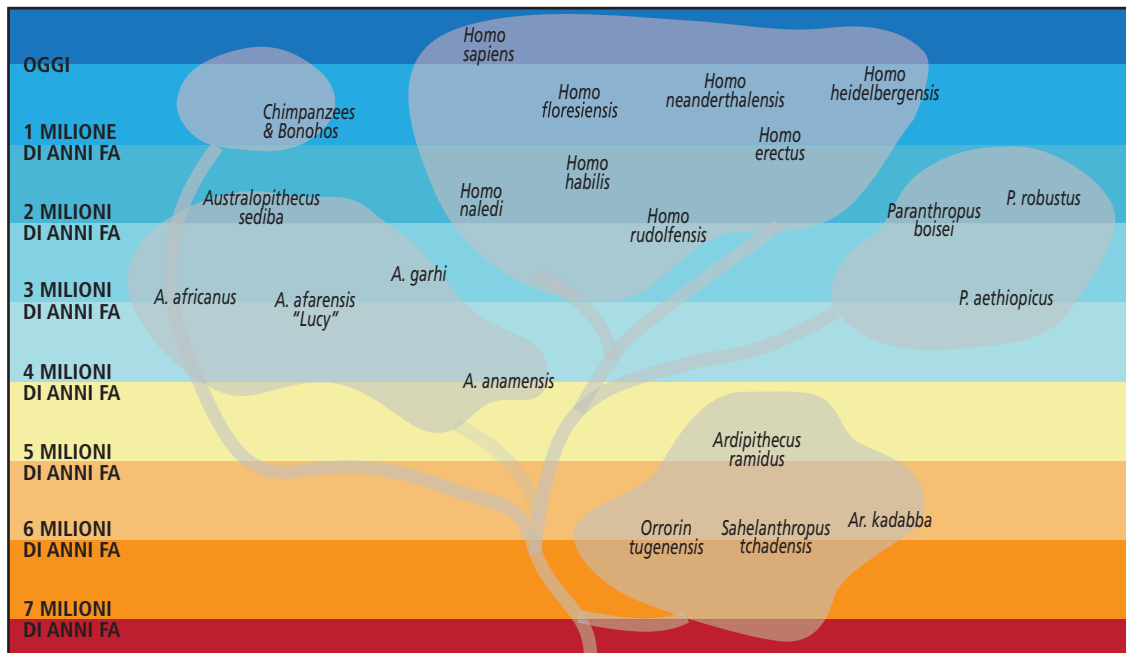 OGGI
1 MILIONE
DI ANNI FA
2 MILIONI
DI ANNI FA
3 MILIONI
DI ANNI FA
4 MILIONI
DI ANNI FA
5 MILIONI
DI ANNI FA
6 MILIONI
DI ANNI FA
7 MILIONI
DI ANNI FA
Chimpanzees
& Bonohos
Homo
sapiens
Homo
floresiensis
Homo
neanderthalensis
Homo
heidelbergensis
Homo
erectus
Homo
habilis
Homo
naledi
Homo
rudolfensis
Australopithecus
sediba
A. garhi
A. africanus
A. afarensis
“Lucy”
A. anamensis
Paranthropus
boisei
P. robustus
P. aethiopicus
Ardipithecus
ramidus
Orrorin
tugenensis
Sahelanthropus
tchadensis
Ar. kadabba